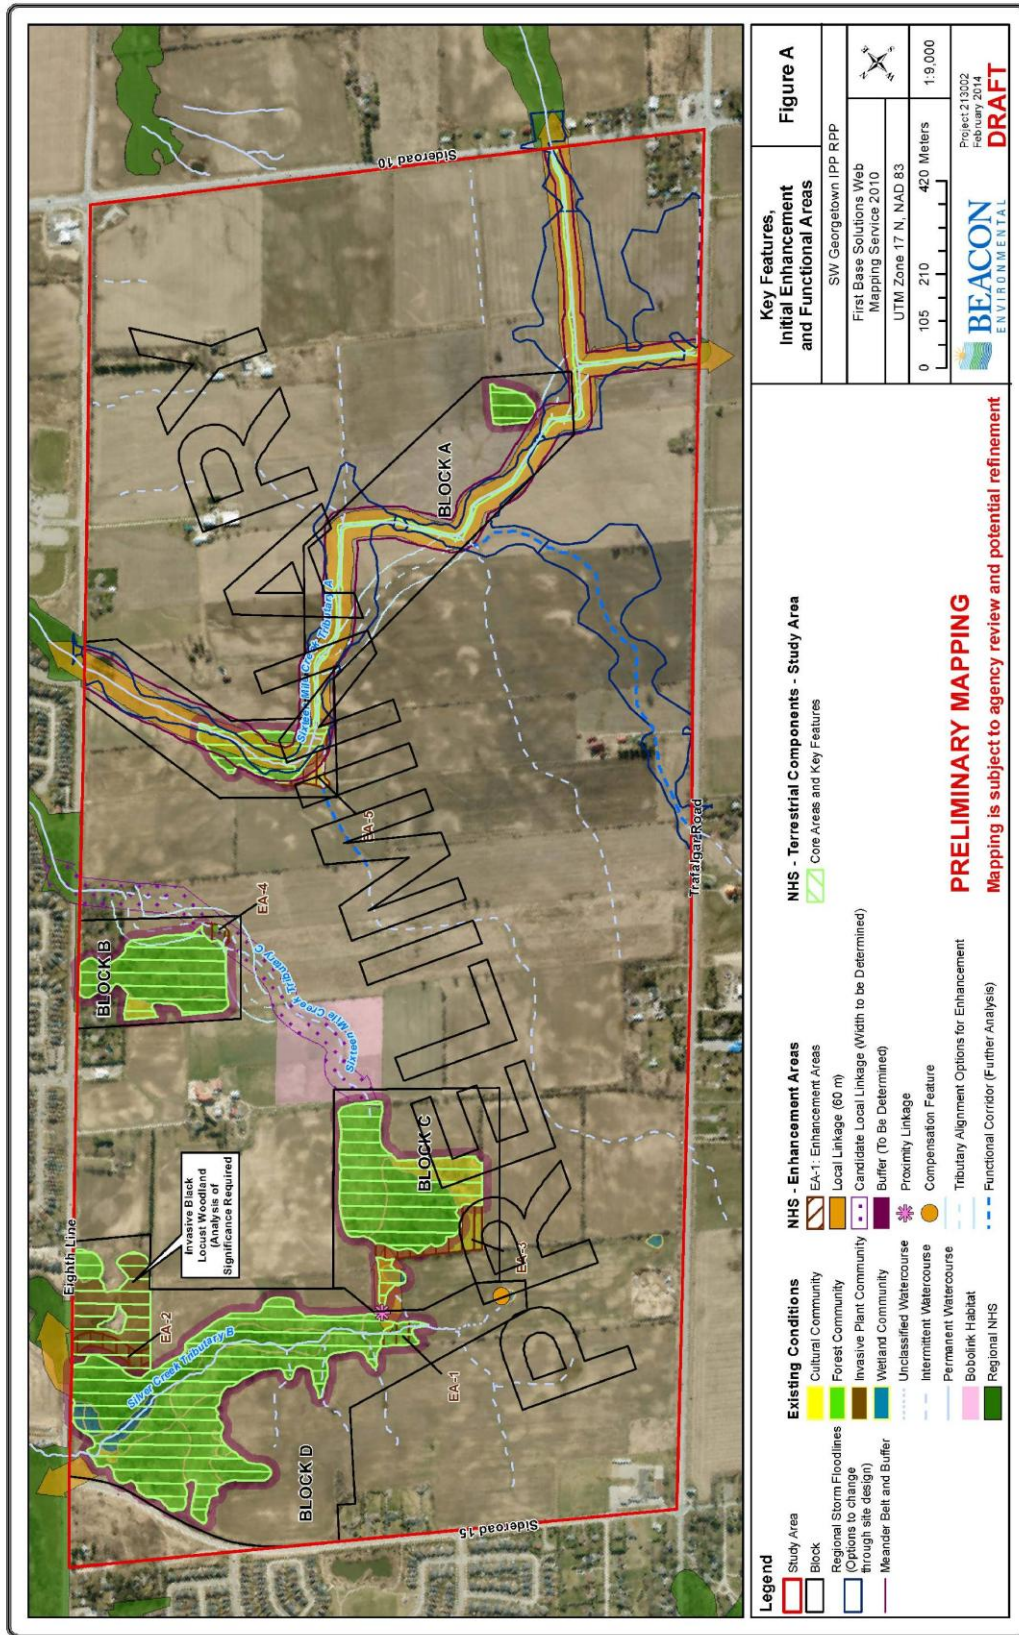 Eighth Line
Sideroad 10
Sideroad 15
Trafalgar Road
BLOCK A
BLOCK B
BLOCK C
BLOCK D
Invasive Black
Locust Woodland
(Analysis of
Significance Required
EA-1
EA-2
EA-3
EA-4
EA-5
Silver Creek Tributary B
Sixteen Mile Creek Tributary C
Sixteen Mile Creek Tributary A
PRELIMINARY
Legend
Study Area
Block
Regional Storm Floodlines
(Options to change
through site design)
Meander Belt and Buffer
Existing Conditions
Cultural Community
Forest Community
Invasive Plant Community
Wetland Community
Unclassified Watercourse
Intermittent Watercourse
Permanent Watercourse
Bobolink Habitat
Regional NHS
NHS - Enhancement Areas
EA-1: Enhancement Areas
Local Linkage (60 m)
Candidate Local Linkage (Width to be Determined)
Buffer (To Be Determined)
Proximity Linkage
Compensation Feature
Tributary Alignment Options for Enhancement
Functional Corridor (Further Analysis)
NHS - Terrestrial Components - Study Area
Core Areas and Key Features
PRELIMINARY MAPPING
Mapping is subject to agency review and potential refinement
Key Features,
Initial Enhancement
and Functional Areas
Figure A
SW Georgetown IPP RPP
First Base Solutions Web
Mapping Service 2010
UTM Zone 17 N, NAD 83
N
E
S
W
1:9,000
0 105 210 420 Meters
BEACON
ENVIRONMENTAL
Project 213002
February 2014
DRAFT